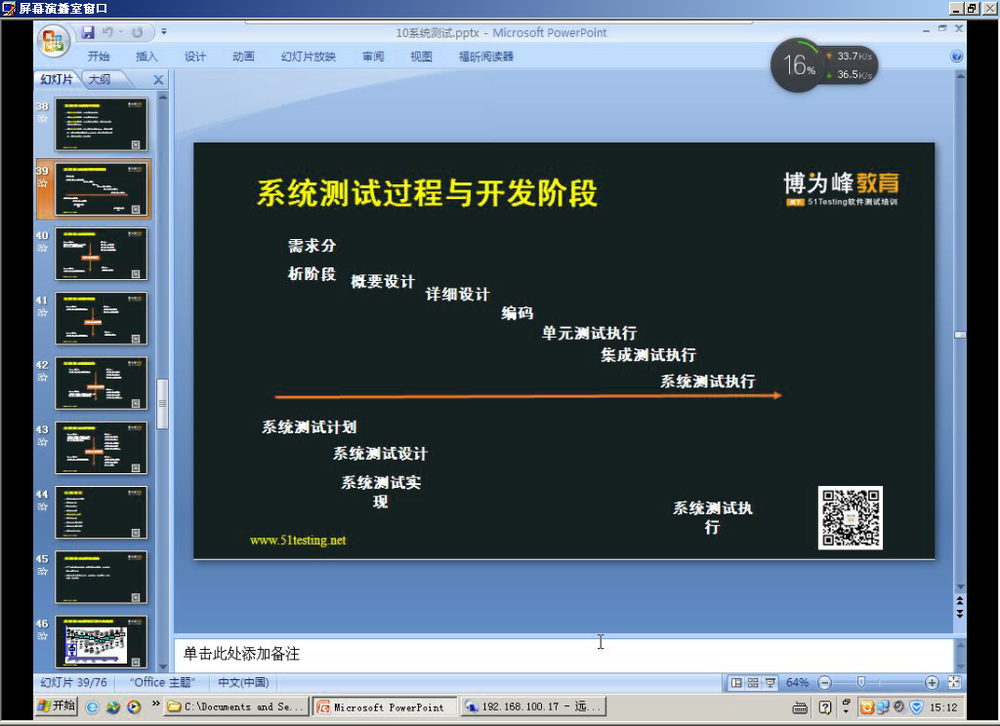 屏幕演播室窗口
10系统测试.pptx - Microsoft PowerPoint
开始 插入 设计 动画 幻灯片放映 审阅 视图 福昕阅读器
16% 33.7K/s
36.5K/s
幻灯片 大纲
38
39
40
41
42
43
44
45
46
系统测试过程与开发阶段
博为峰教育
51Testing软件测试培训
需求分
析阶段
概要设计
详细设计
编码
单元测试执行
集成测试执行
系统测试执行
系统测试计划
系统测试设计
系统测试实
现
系统测试执
行
www.51testing.net
单击此处添加备注
幻灯片 39/76 "Office 主题" 中文(中国) 64%
开始 C:\Documents and Se... Microsoft PowerPoint 192.168.100.17 - 远... 15:12